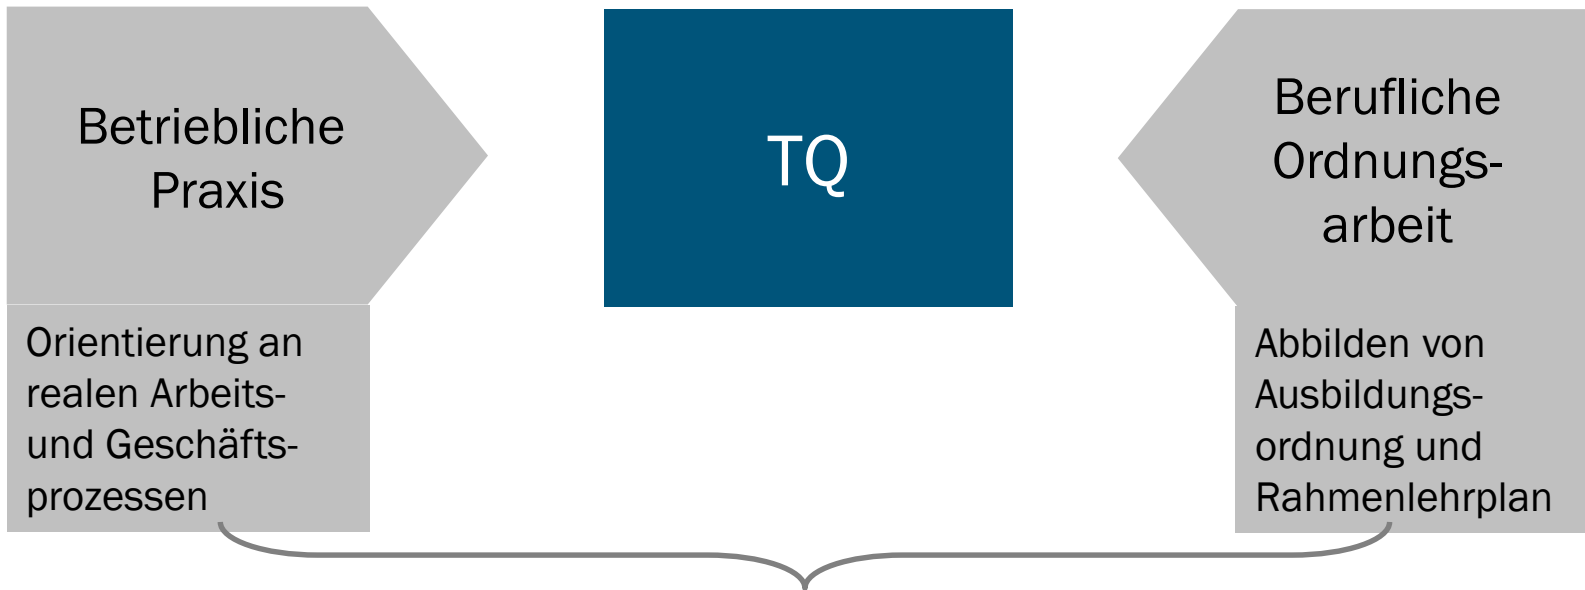 Betriebliche
Praxis
TQ
Berufliche
Ordnungs-
arbeit
Orientierung an
realen Arbeits-
und Geschäfts-
prozessen
Abbilden von
Ausbildungs-
ordnung und
Rahmenlehrplan